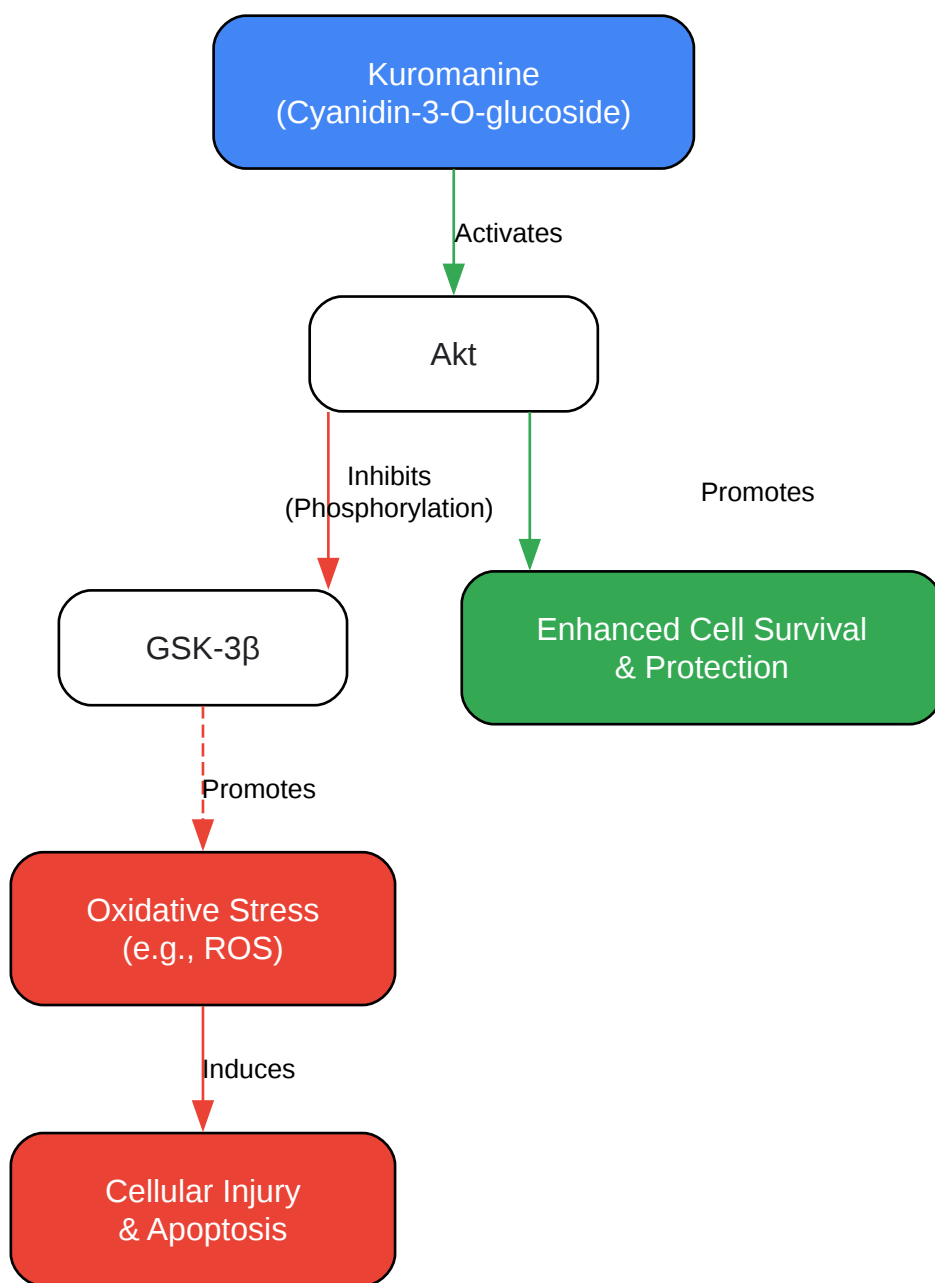 Kuromanine
(Cyanidin-3-O-glucoside)
Activates
Akt
Inhibits
(Phosphorylation)
Promotes
GSK-3β
Enhanced Cell Survival
& Protection
Promotes
Oxidative Stress
(e.g., ROS)
Induces
Cellular Injury
& Apoptosis